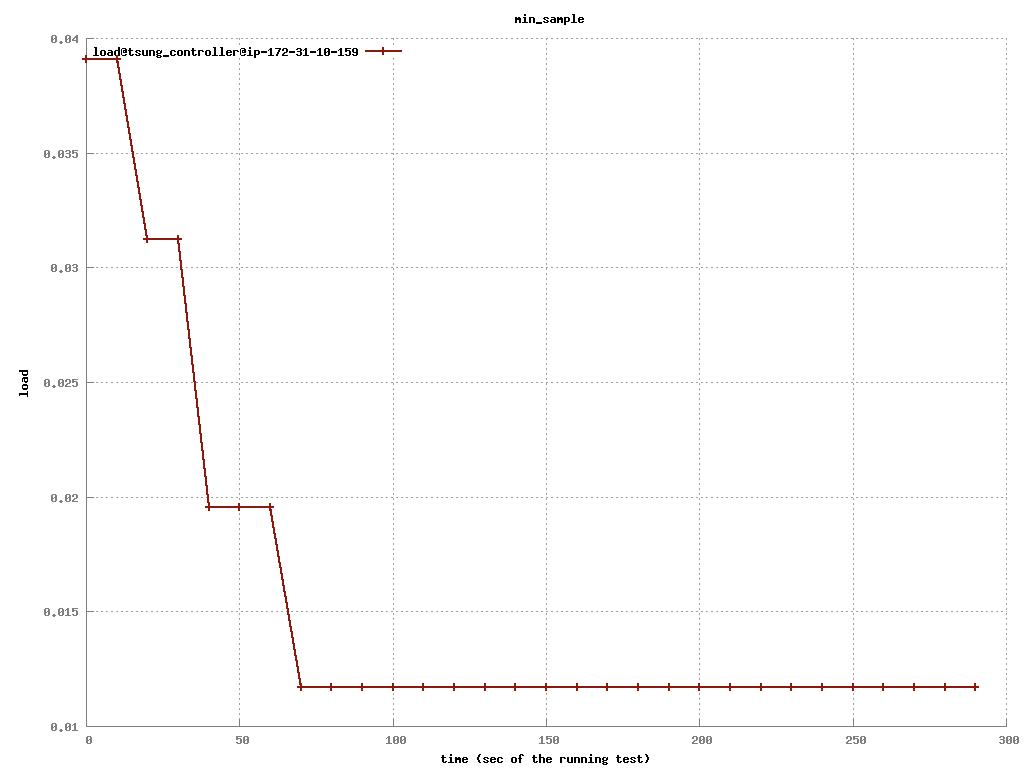 min_sample
0.04
load@tsung_controller@ip-172-31-10-159
0.035
0.03
0.025
0.02
0.015
0.01
load
0 50 100 150 200 250 300
time (sec of the running test)